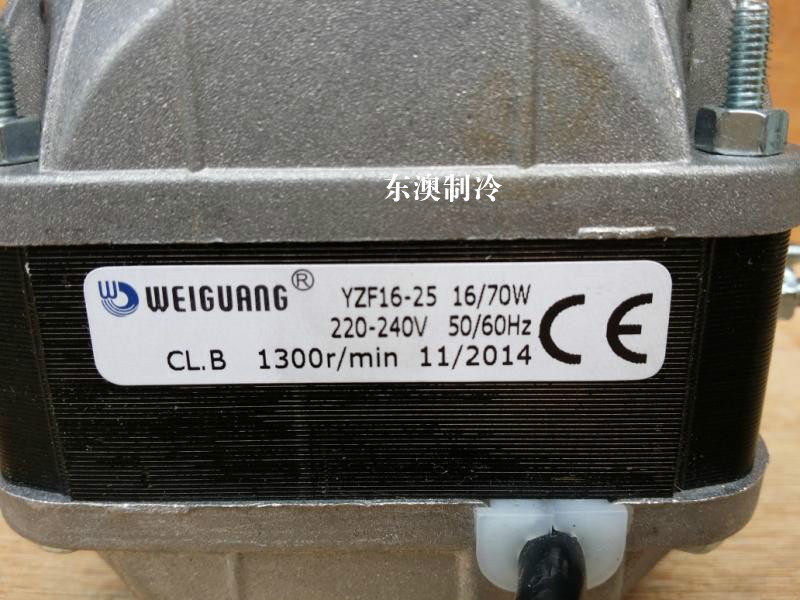 东澳制冷
WEIGUANG® YZF16-25 16/70W
220-240V 50/60Hz
CL.B 1300r/min 11/2014
CE